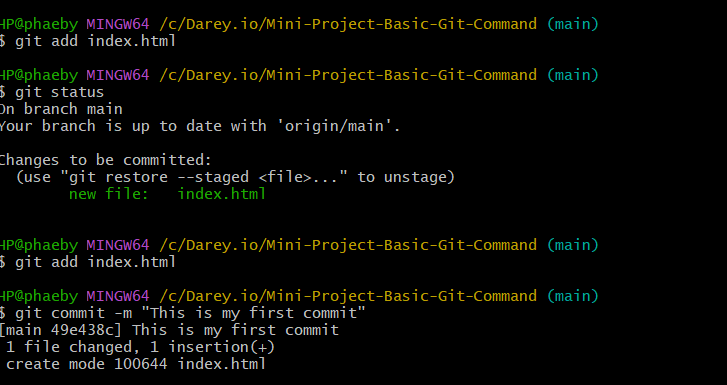 HP@phaeby MINGW64 /c/Darey.io/Mini-Project-Basic-Git-Command (main)
$ git add index.html
HP@phaeby MINGW64 /c/Darey.io/Mini-Project-Basic-Git-Command (main)
$ git status
On branch main
Your branch is up to date with 'origin/main'.
Changes to be committed:
  (use "git restore --staged <file>..." to unstage)
        new file:   index.html
HP@phaeby MINGW64 /c/Darey.io/Mini-Project-Basic-Git-Command (main)
$ git add index.html
HP@phaeby MINGW64 /c/Darey.io/Mini-Project-Basic-Git-Command (main)
$ git commit -m "This is my first commit"
[main 49e438c] This is my first commit
 1 file changed, 1 insertion(+)
 create mode 100644 index.html